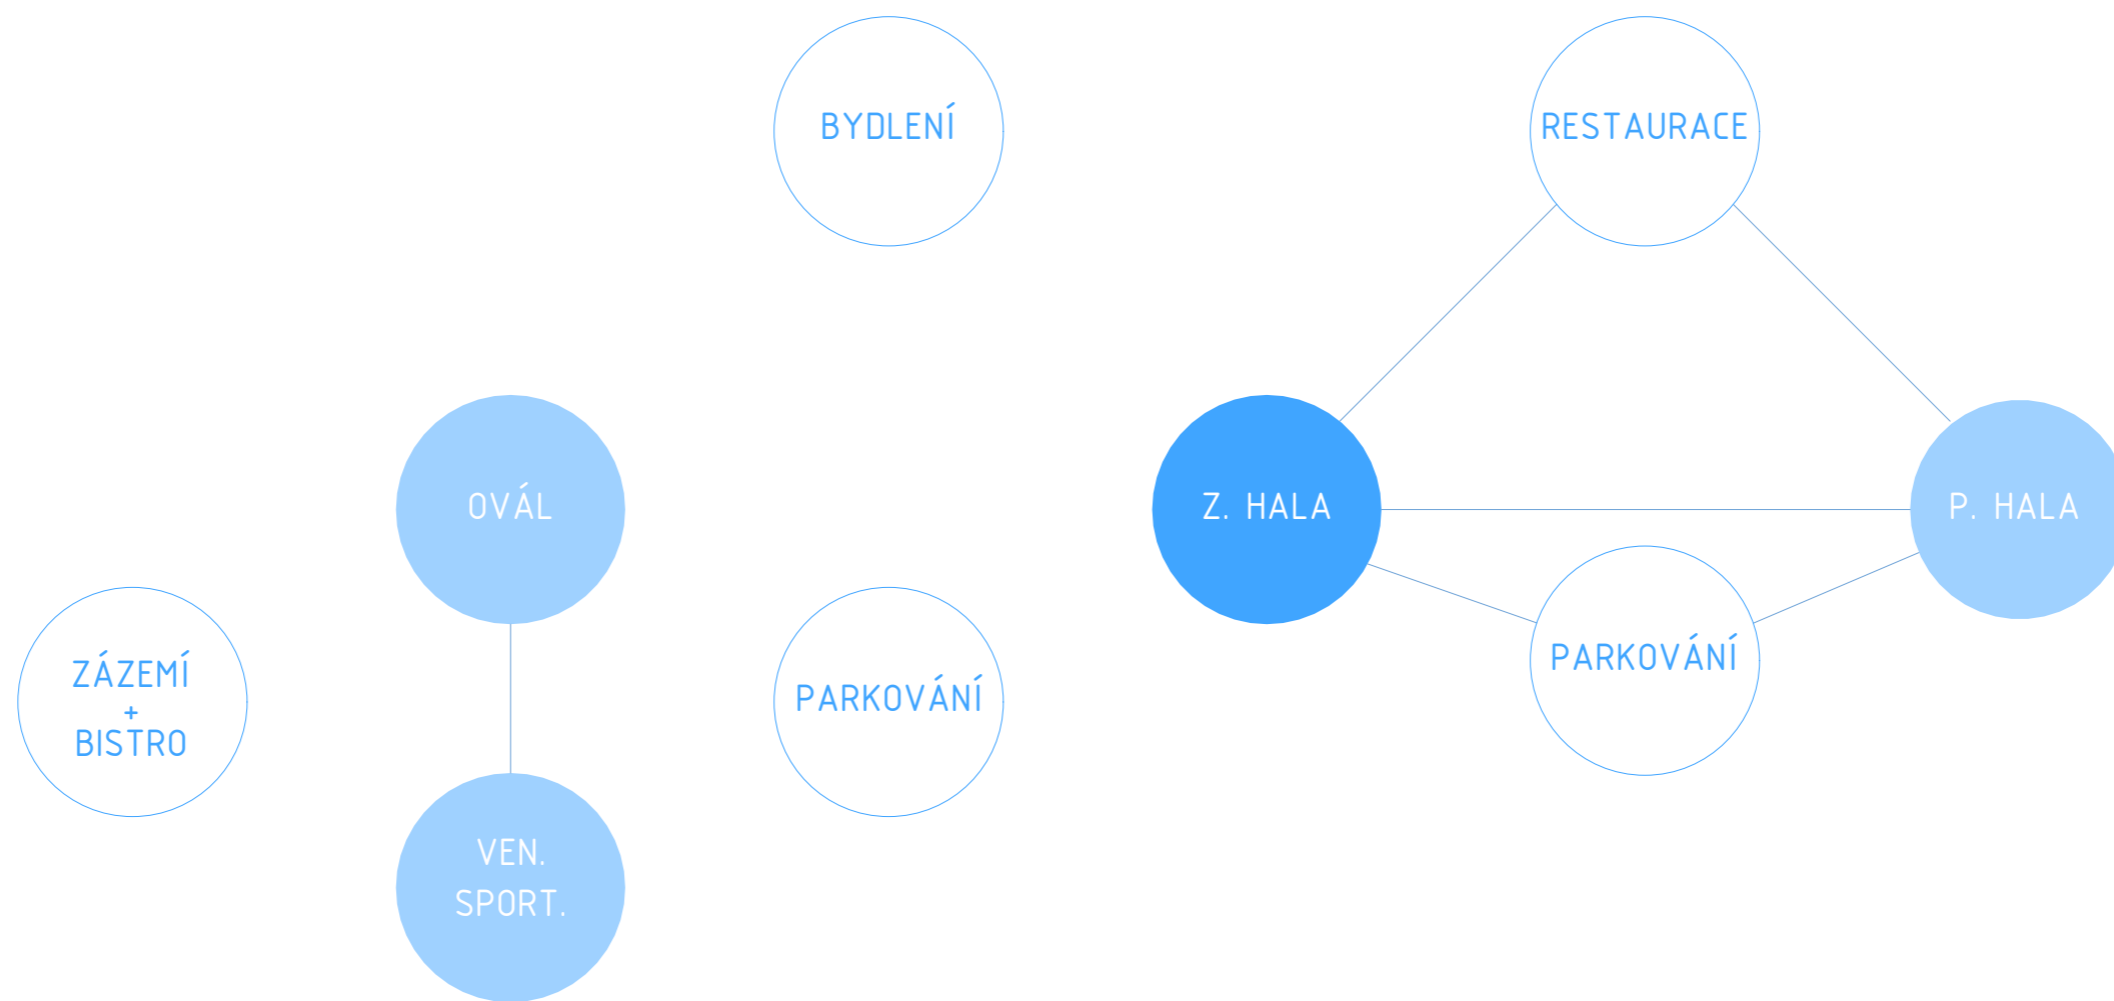 BYDLENÍ
RESTAURACE
OVÁL
Z. HALA
P. HALA
ZÁZEMÍ
+
BISTRO
PARKOVÁNÍ
PARKOVÁNÍ
VEN.
SPORT.